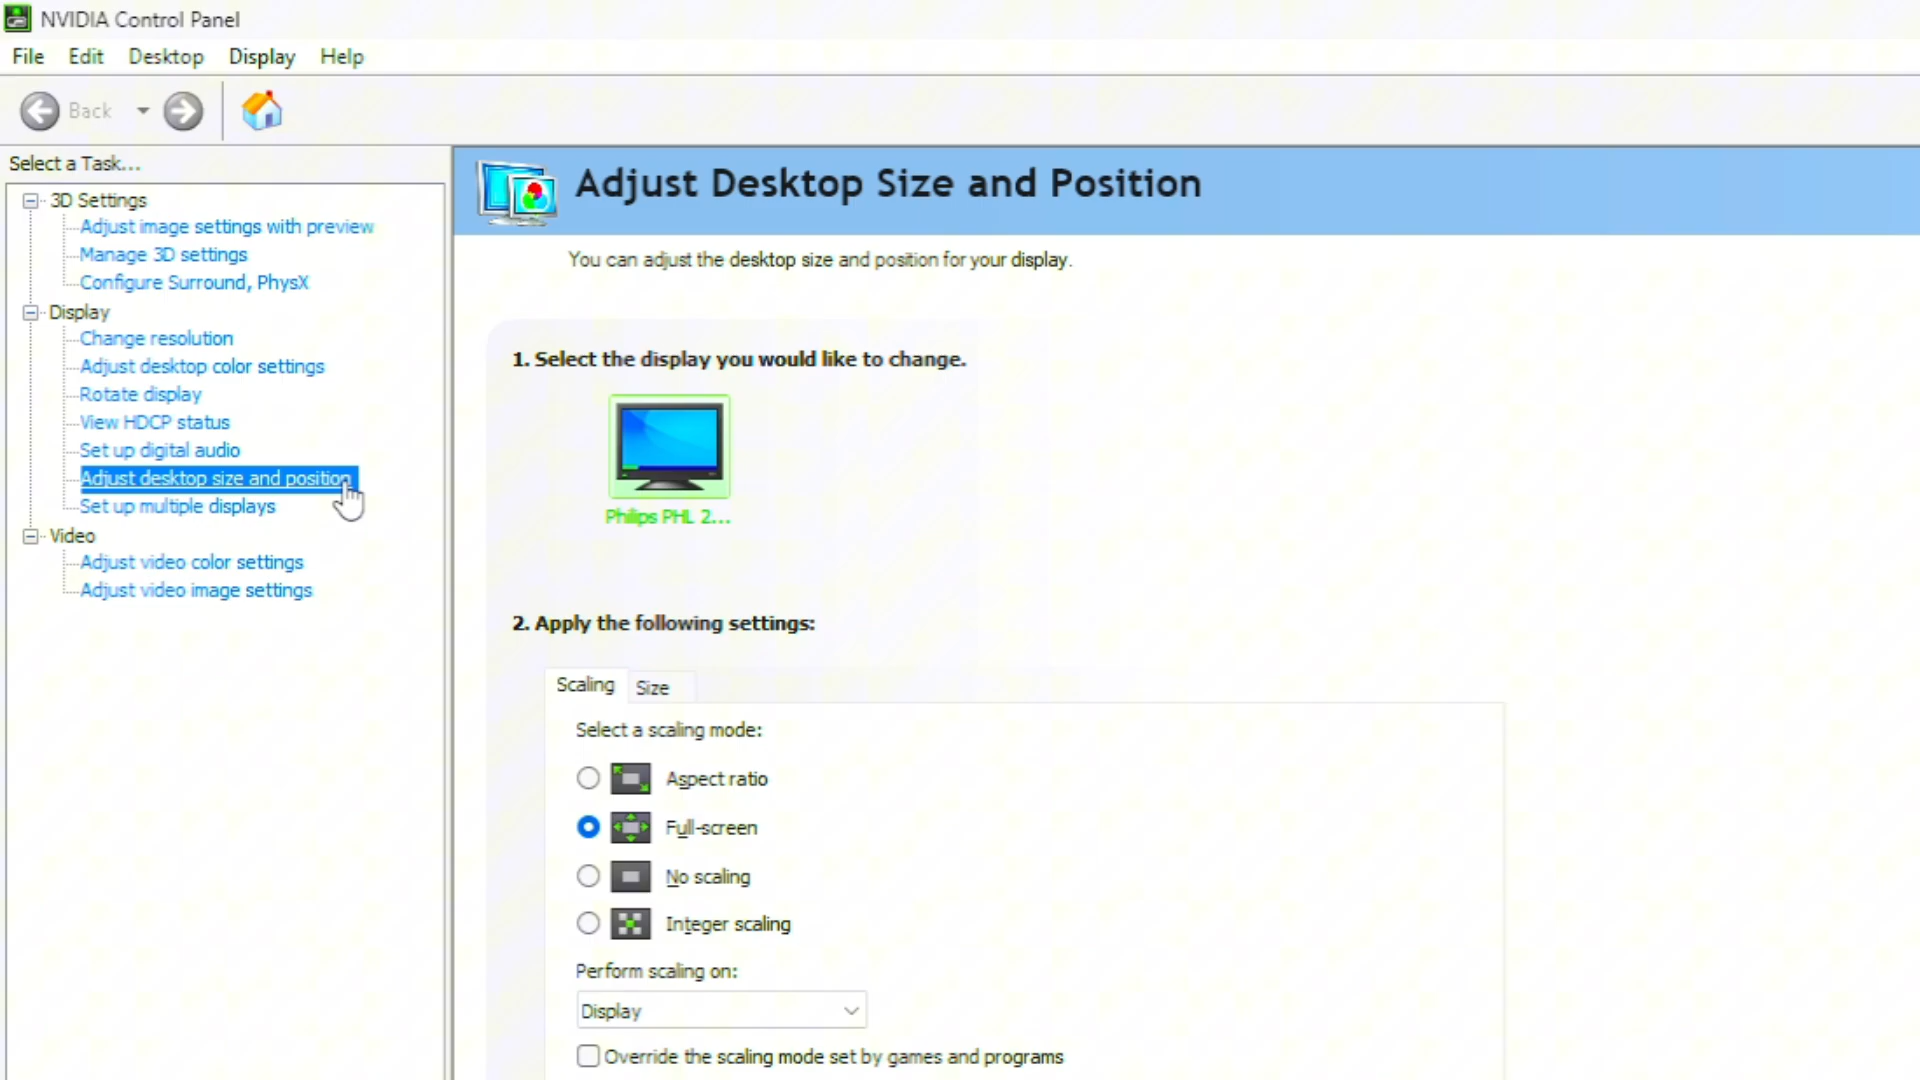 NVIDIA Control Panel
File Edit Desktop Display Help
Back
Select a Task...
3D Settings
Adjust image settings with preview
Manage 3D settings
Configure Surround, PhysX
Display
Change resolution
Adjust desktop color settings
Rotate display
View HDCP status
Set up digital audio
Adjust desktop size and position
Set up multiple displays
Video
Adjust video color settings
Adjust video image settings
Adjust Desktop Size and Position
You can adjust the desktop size and position for your display.
1. Select the display you would like to change.
Philips PHL 2...
2. Apply the following settings:
Scaling Size
Select a scaling mode:
Aspect ratio
Full-screen
No scaling
Integer scaling
Perform scaling on:
Display
Override the scaling mode set by games and programs